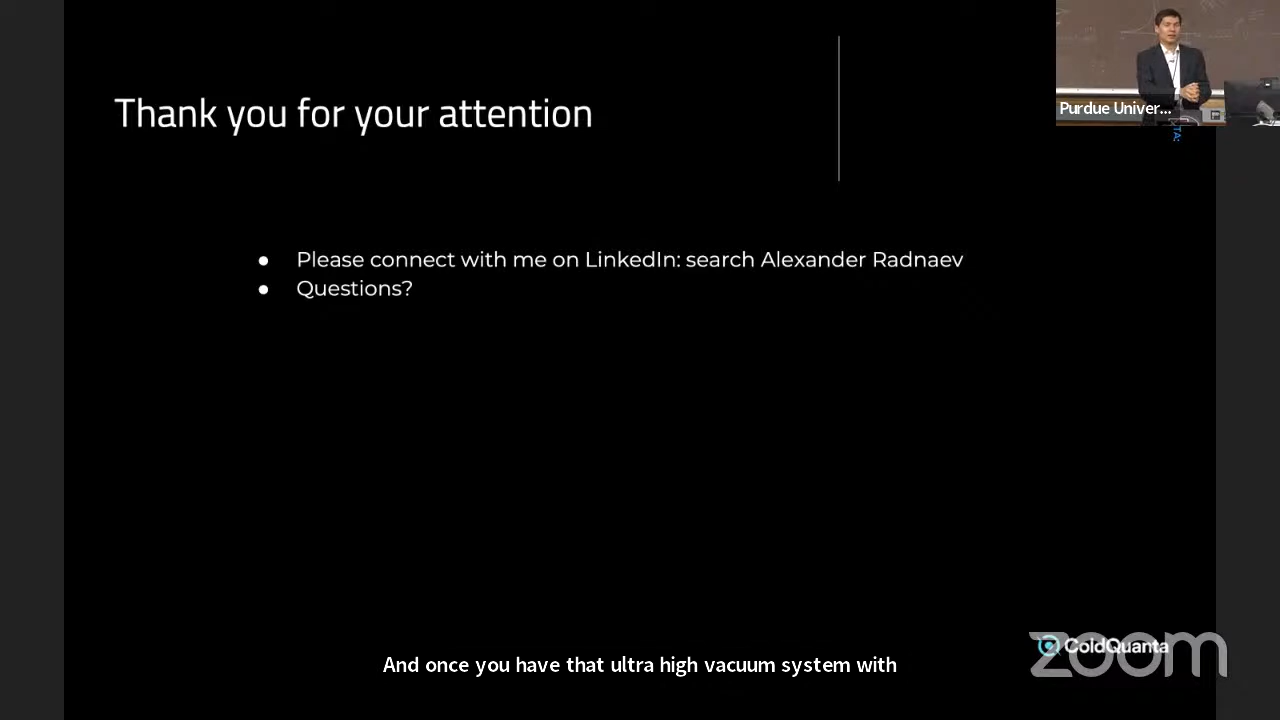 Thank you for your attention
Purdue Univer...
TA:
● Please connect with me on LinkedIn: search Alexander Radnaev
● Questions?
ColdQuanta
zoom
And once you have that ultra high vacuum system with